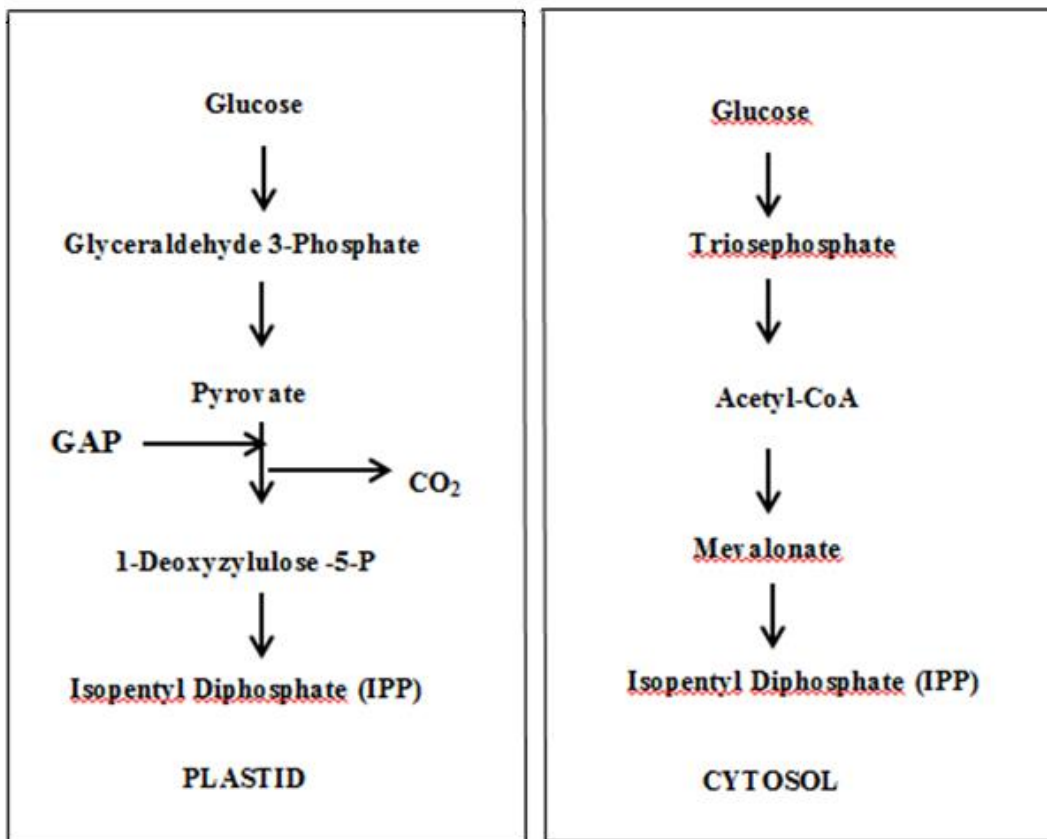 Glucose
Glyceraldehyde 3-Phosphate
Pyrovate
GAP
CO₂
1-Deoxyzylulose -5-P
Isopentyl Diphosphate (IPP)
PLASTID
Glucose
Triosephosphate
Acetyl-CoA
Mevalonate
Isopentyl Diphosphate (IPP)
CYTOSOL